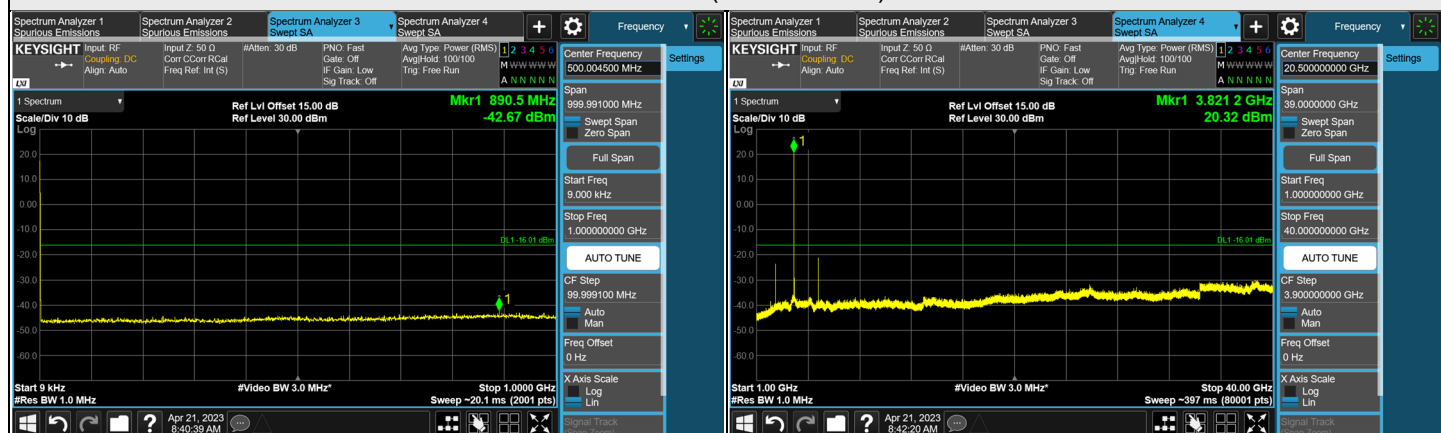 Spectrum Analyzer 1
Spurious Emissions
Spectrum Analyzer 2
Spurious Emissions
Spectrum Analyzer 3
Swept SA
Spectrum Analyzer 4
Swept SA
+
Frequency
KEYSIGHT
LXI
Input: RF
Coupling: DC
Align: Auto
Input Z: 50 Ω
Corr CCorr RCal
Freq Ref: Int (S)
#Atten: 30 dB
PNO: Fast
Gate: Off
IF Gain: Low
Sig Track: Off
Avg Type: Power (RMS)
Avg|Hold: 100/100
Trig: Free Run
1 2 3 4 5 6
M W W W W W
A N N N N N
1 Spectrum
Scale/Div 10 dB
Log
Ref Lvl Offset 15.00 dB
Ref Level 30.00 dBm
Mkr1 890.5 MHz
-42.67 dBm
20.0
10.0
0.00
-10.0
-20.0
-30.0
-40.0
-50.0
-60.0
DL1 -16.01 dBm
1
Start 9 kHz
#Res BW 1.0 MHz
#Video BW 3.0 MHz*
Stop 1.0000 GHz
Sweep ~20.1 ms (2001 pts)
Apr 21, 2023
8:40:39 AM
?
Center Frequency
500.004500 MHz
Settings
Span
999.991000 MHz
Swept Span
Zero Span
Full Span
Start Freq
9.000 kHz
Stop Freq
1.000000000 GHz
AUTO TUNE
CF Step
99.999100 MHz
Auto
Man
Freq Offset
0 Hz
X Axis Scale
Log
Lin
Signal Track
Spectrum Analyzer 1
Spurious Emissions
Spectrum Analyzer 2
Spurious Emissions
Spectrum Analyzer 3
Swept SA
Spectrum Analyzer 4
Swept SA
+
Frequency
KEYSIGHT
LXI
Input: RF
Coupling: DC
Align: Auto
Input Z: 50 Ω
Corr CCorr RCal
Freq Ref: Int (S)
#Atten: 30 dB
PNO: Fast
Gate: Off
IF Gain: Low
Sig Track: Off
Avg Type: Power (RMS)
Avg|Hold: 100/100
Trig: Free Run
1 2 3 4 5 6
M W W W W W
A N N N N N
1 Spectrum
Scale/Div 10 dB
Log
Ref Lvl Offset 15.00 dB
Ref Level 30.00 dBm
Mkr1 3.821 2 GHz
20.32 dBm
20.0
10.0
0.00
-10.0
-20.0
-30.0
-40.0
-50.0
-60.0
DL1 -16.01 dBm
1
Start 1.00 GHz
#Res BW 1.0 MHz
#Video BW 3.0 MHz*
Stop 40.00 GHz
Sweep ~397 ms (80001 pts)
Apr 21, 2023
8:42:20 AM
?
Center Frequency
20.500000000 GHz
Settings
Span
39.0000000 GHz
Swept Span
Zero Span
Full Span
Start Freq
1.000000000 GHz
Stop Freq
40.000000000 GHz
AUTO TUNE
CF Step
3.900000000 GHz
Auto
Man
Freq Offset
0 Hz
X Axis Scale
Log
Lin
Signal Track